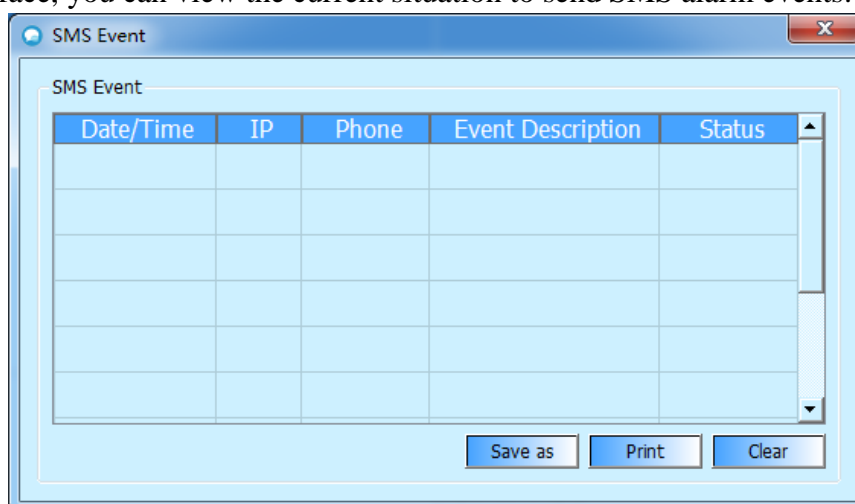 you can view the current situation to send SMS alarm events.
SMS Event
SMS Event
Date/Time IP Phone Event Description Status
Save as Print Clear